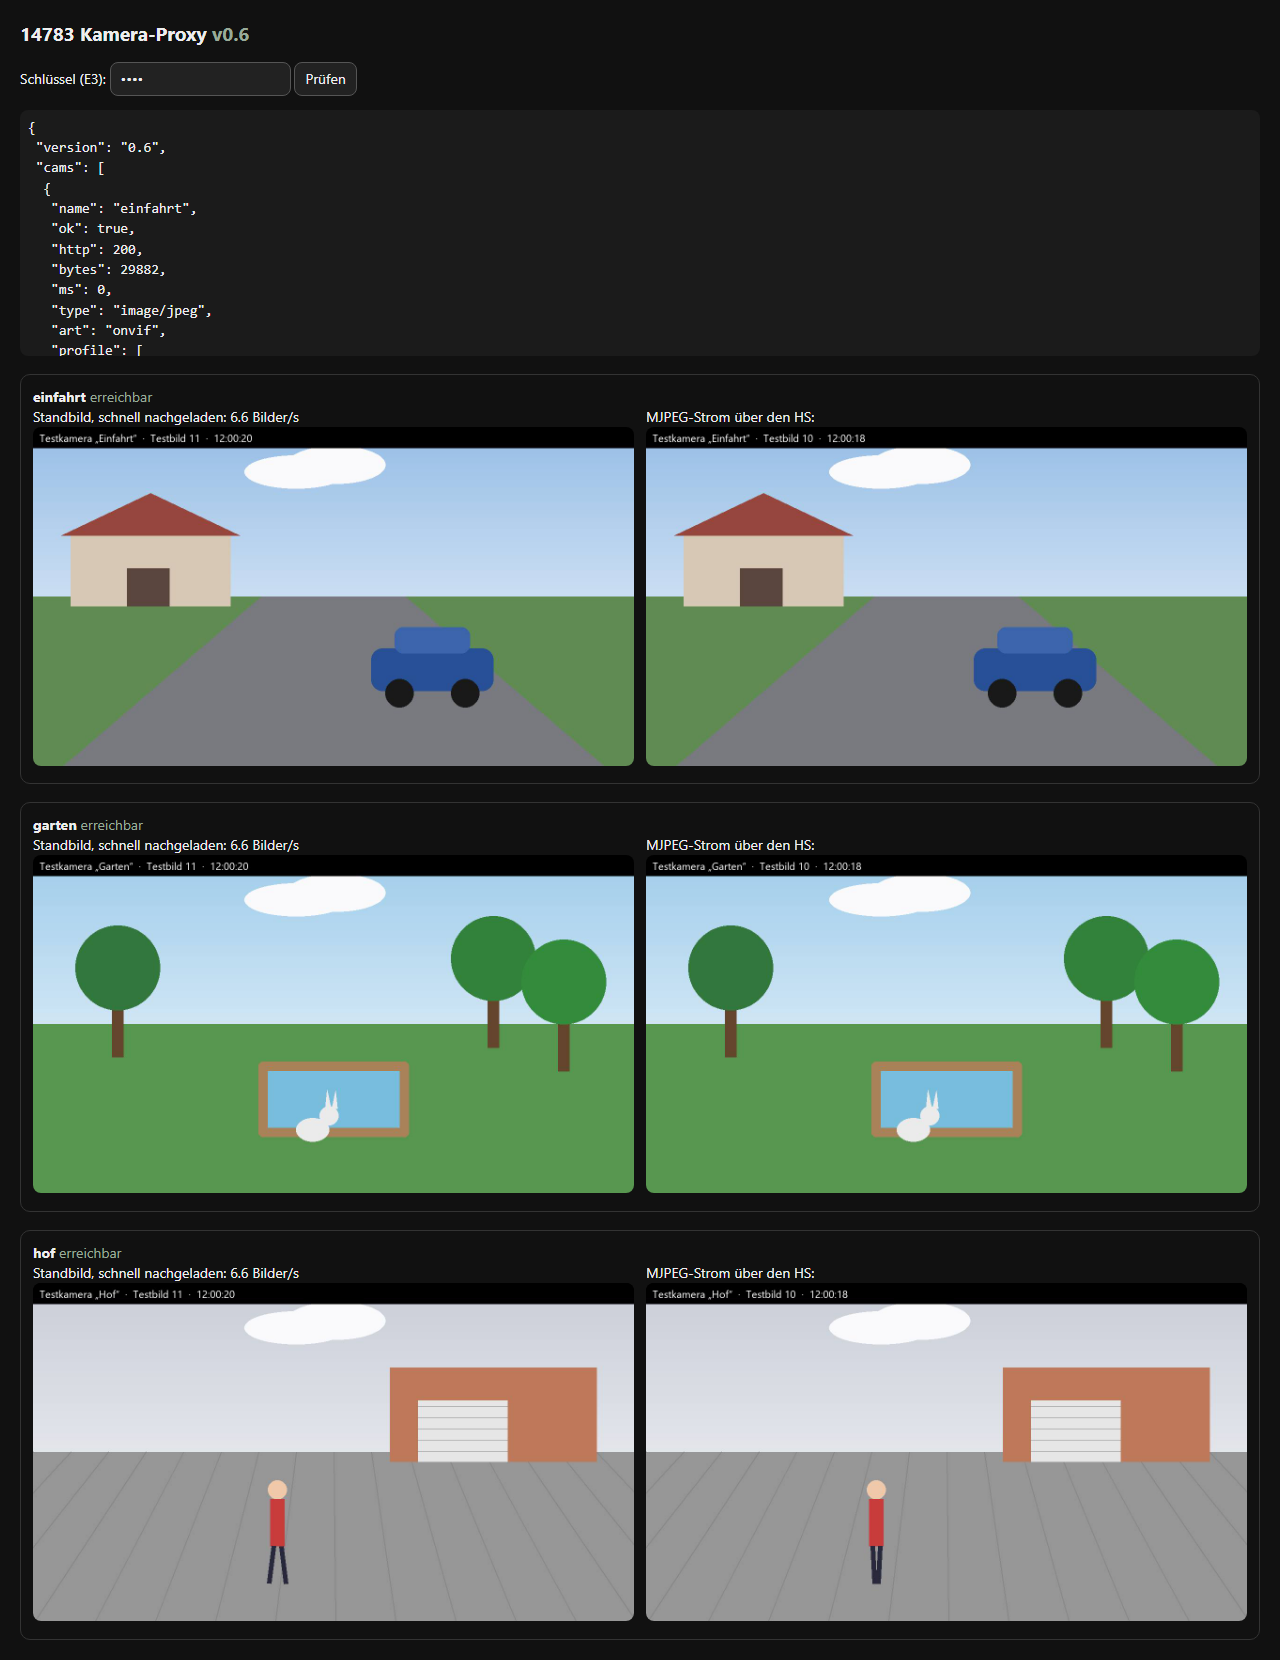 14783 Kamera-Proxy v0.6
Schlüssel (E3): •••• Prüfen
{
"version": "0.6",
"cams": [
{
"name": "einfahrt",
"ok": true,
"http": 200,
"bytes": 29882,
"ms": 0,
"type": "image/jpeg",
"art": "onvif",
"profile": [
einfahrt erreichbar
Standbild, schnell nachgeladen: 6.6 Bilder/s
Testkamera „Einfahrt“ · Testbild 11 · 12:00:20
MJPEG-Strom über den HS:
Testkamera „Einfahrt“ · Testbild 10 · 12:00:18
garten erreichbar
Standbild, schnell nachgeladen: 6.6 Bilder/s
Testkamera „Garten“ · Testbild 11 · 12:00:20
MJPEG-Strom über den HS:
Testkamera „Garten“ · Testbild 10 · 12:00:18
hof erreichbar
Standbild, schnell nachgeladen: 6.6 Bilder/s
Testkamera „Hof“ · Testbild 11 · 12:00:20
MJPEG-Strom über den HS:
Testkamera „Hof“ · Testbild 10 · 12:00:18